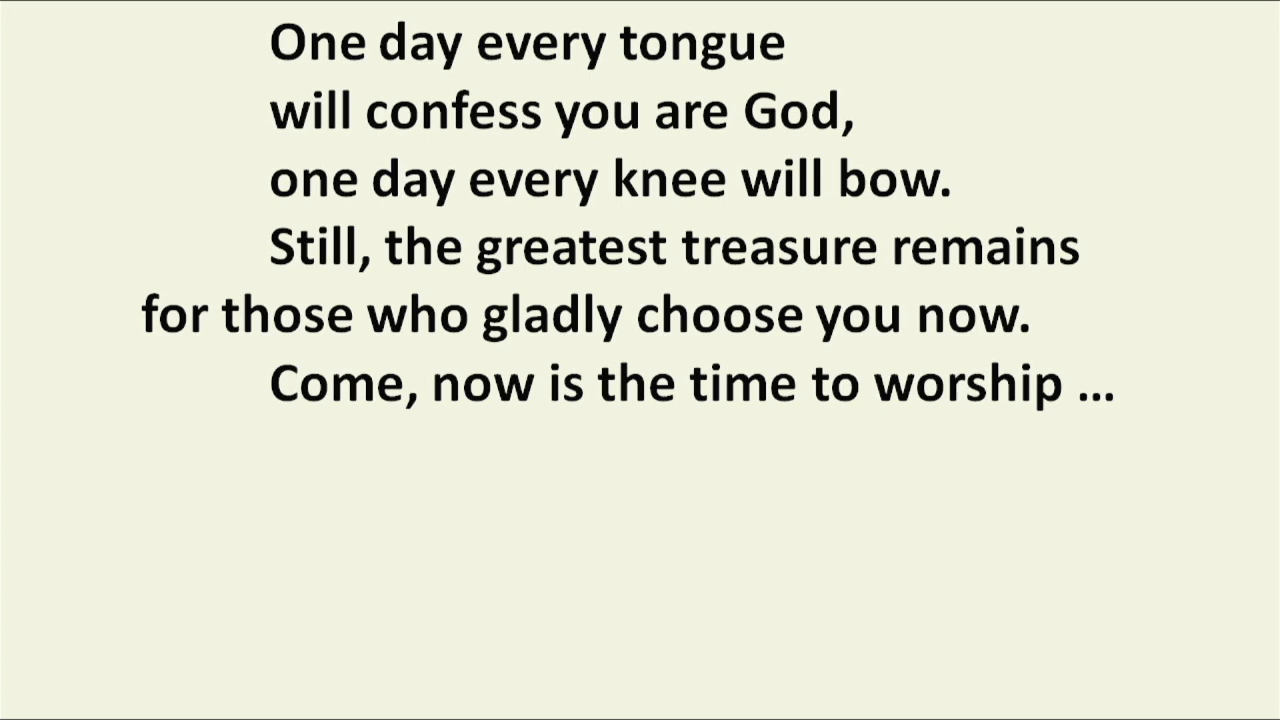 One day every tongue
will confess you are God,
one day every knee will bow.
Still, the greatest treasure remains
for those who gladly choose you now.
Come, now is the time to worship ...